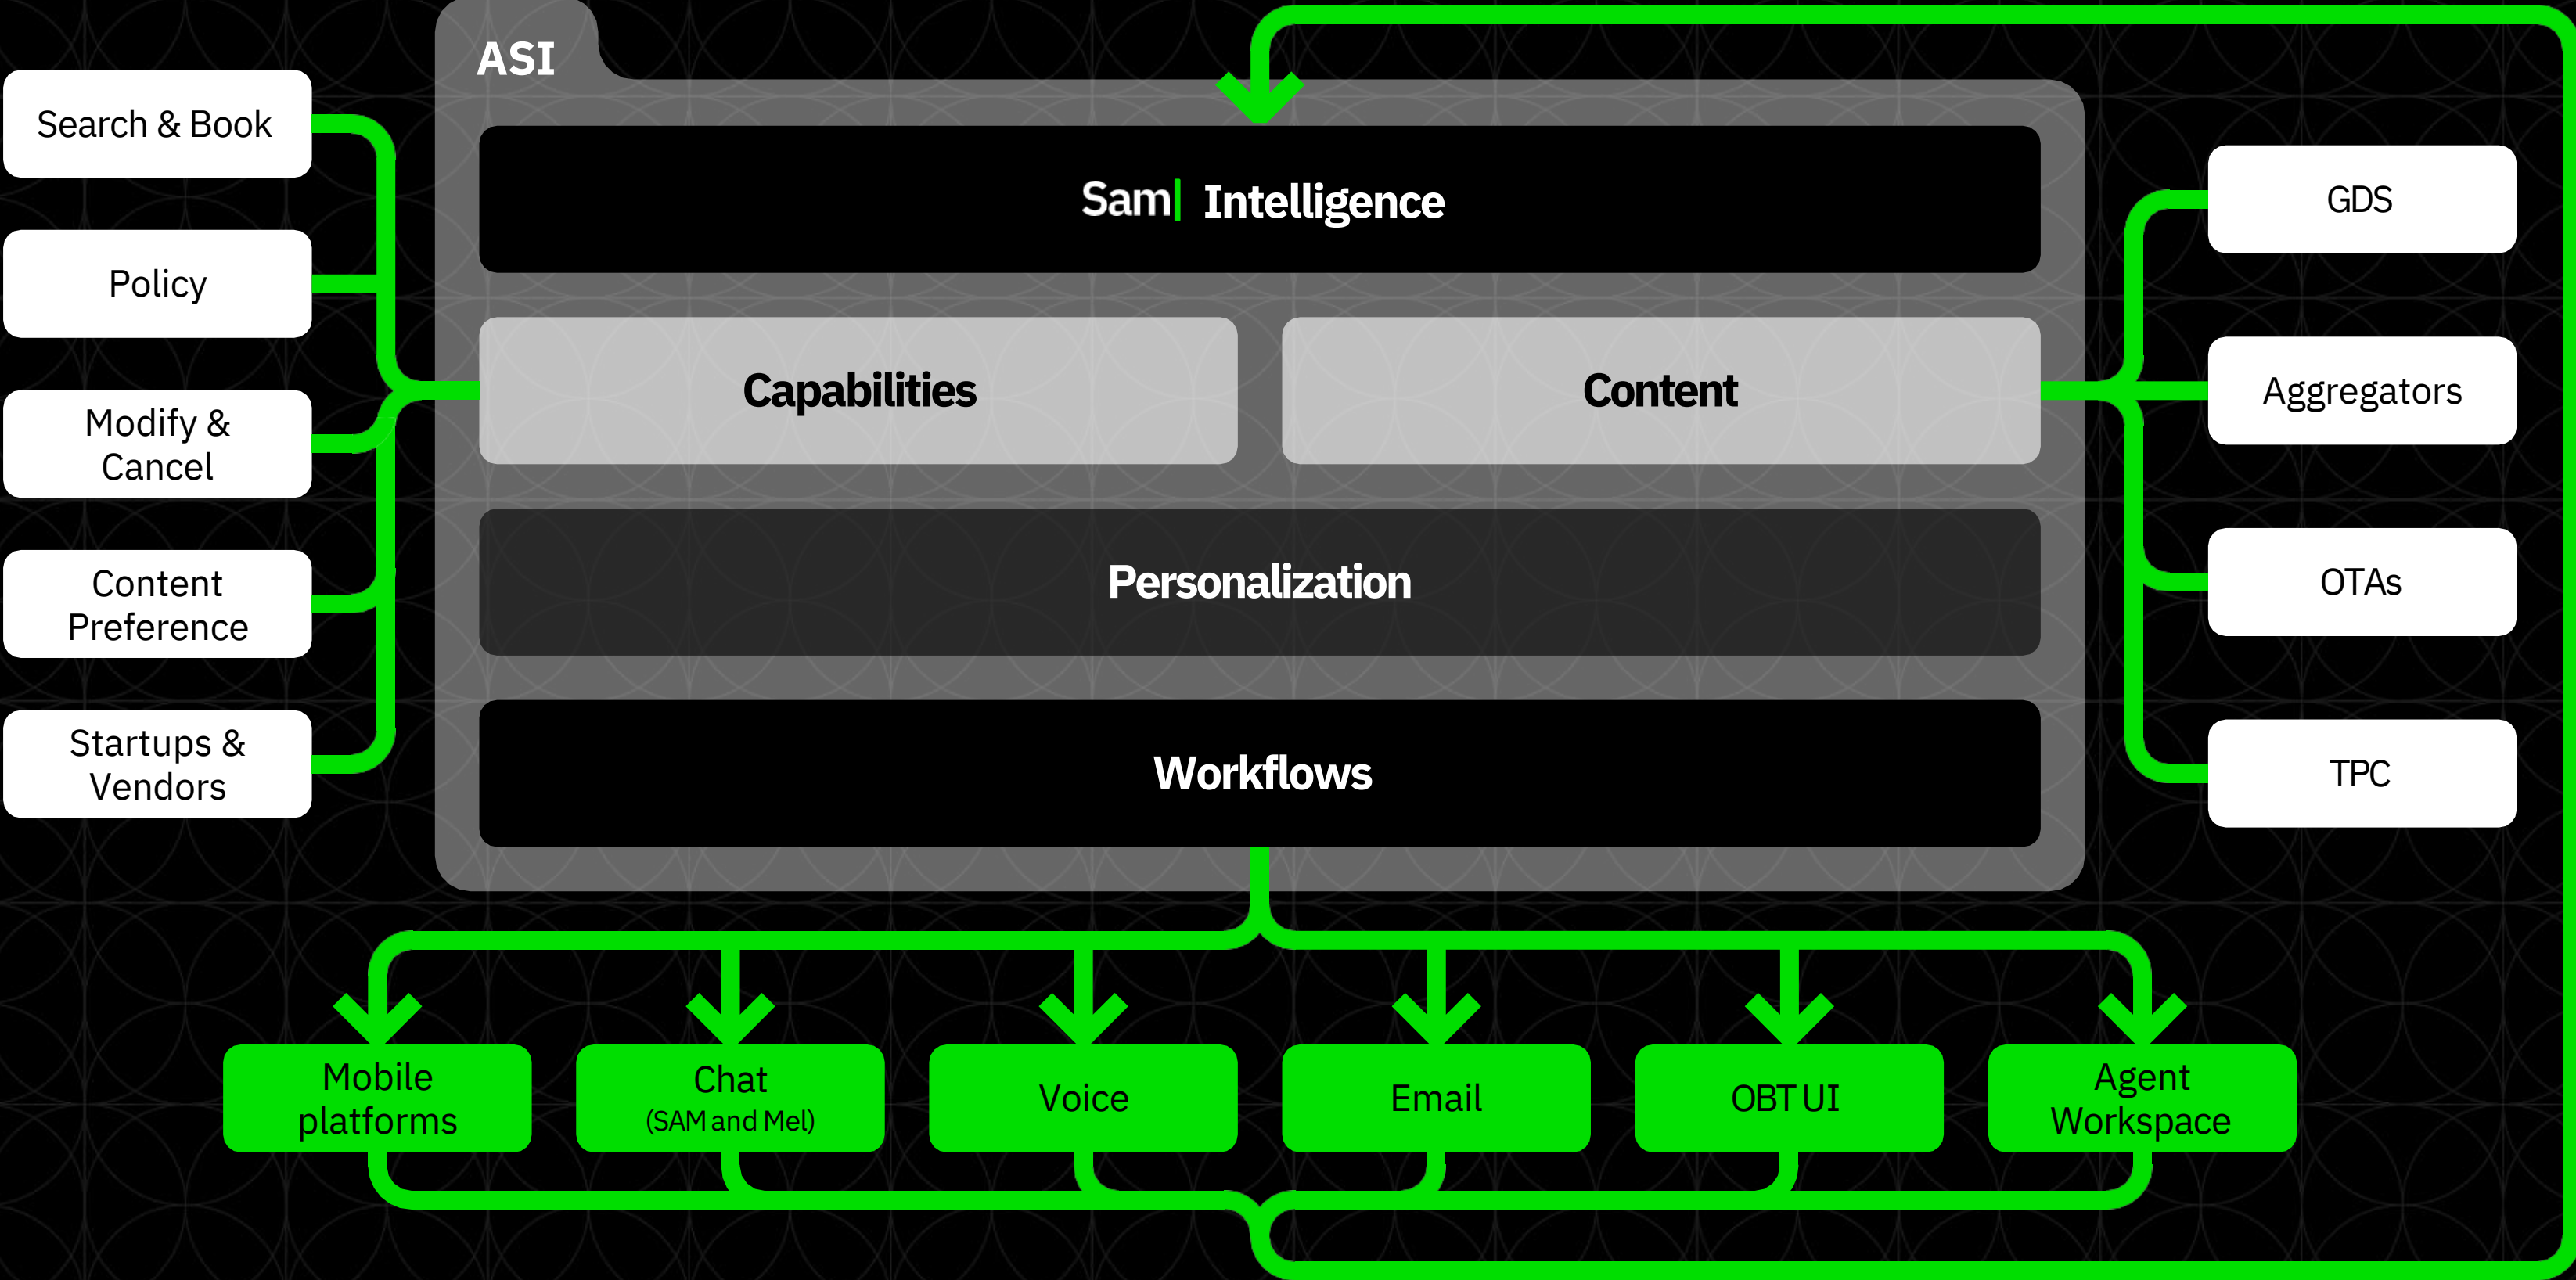 ASI
Search & Book
Policy
Modify &
Cancel
Content
Preference
Startups &
Vendors
Sam| Intelligence
Capabilities
Content
Personalization
Workflows
GDS
Aggregators
OTAs
TPC
Mobile
platforms
Chat
(SAM and Mel)
Voice
Email
OBT UI
Agent
Workspace